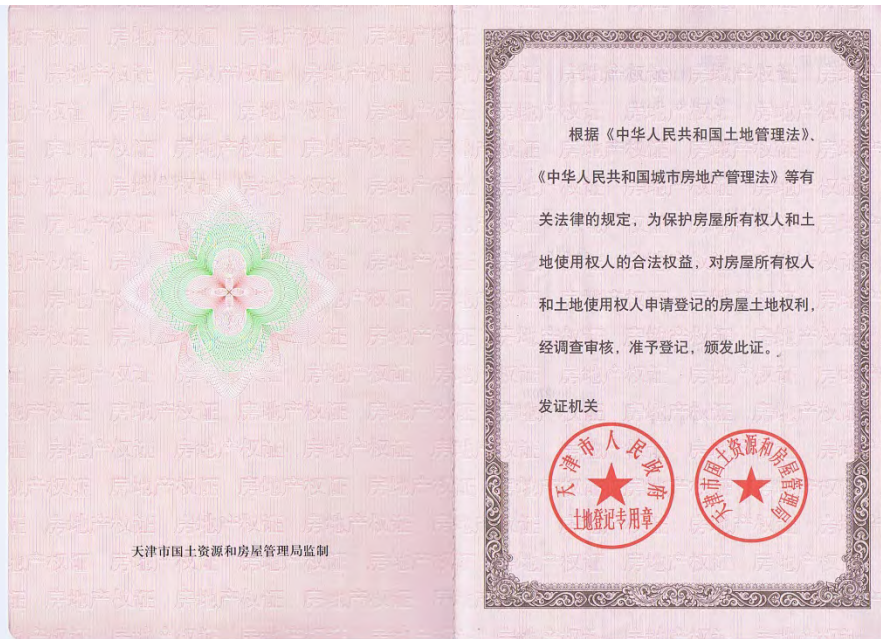 天津市国土资源和房屋管理局监制
根据《中华人民共和国土地管理法》、
《中华人民共和国城市房地产管理法》等有
关法律的规定，为保护房屋所有权人和土
地使用权人的合法权益，对房屋所有权人
和土地使用权人申请登记的房屋土地权利，
经调查审核，准予登记，颁发此证。
发证机关
天津市人民政府
土地登记专用章
天津市国土资源和房屋管理局